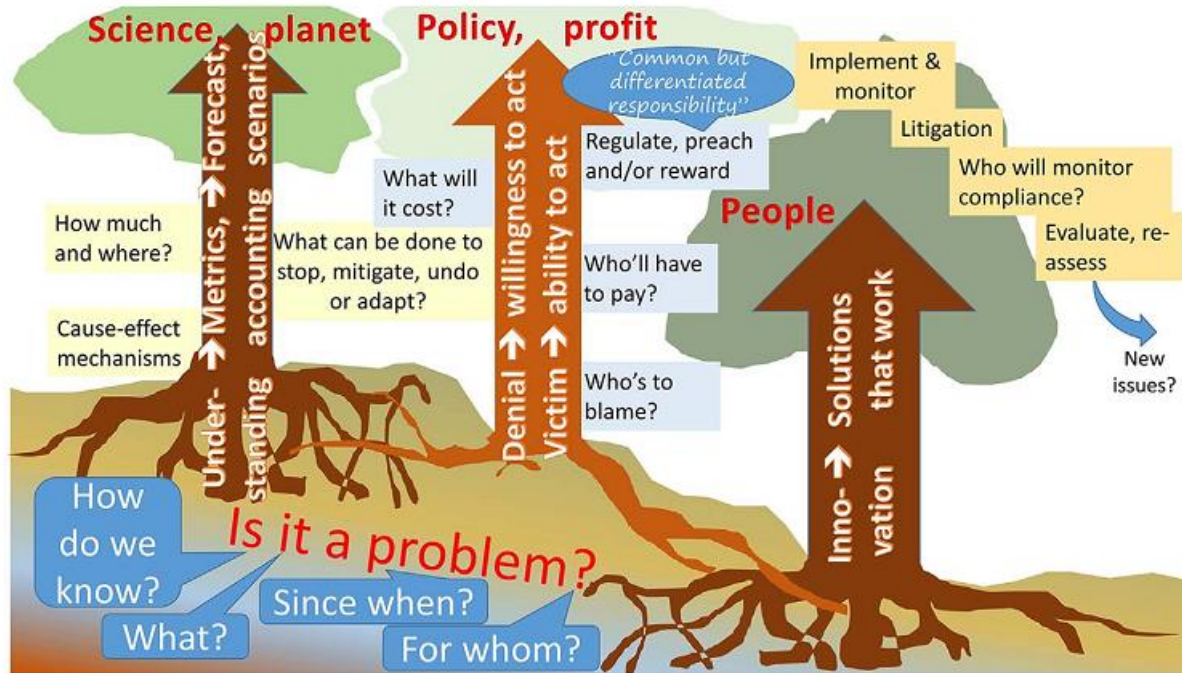 Science, planet
Policy, profit
"Common but
differentiated
responsibility"
Implement &
monitor
Litigation
Who will monitor
compliance?
Evaluate, re-
assess
New
issues?
Regulate, preach
and/or reward
What will
it cost?
People
How much
and where?
What can be done to
stop, mitigate, undo
or adapt?
Who'll have
to pay?
Cause-effect
mechanisms
Who's to
blame?
Under- ➔ Metrics, ➔ Forecast,
standing accounting scenarios
Denial ➔ willingness to act
Victim ➔ ability to act
Inno- ➔ Solutions
vation that work
Is it a problem?
How
do we
know?
What?
Since when?
For whom?